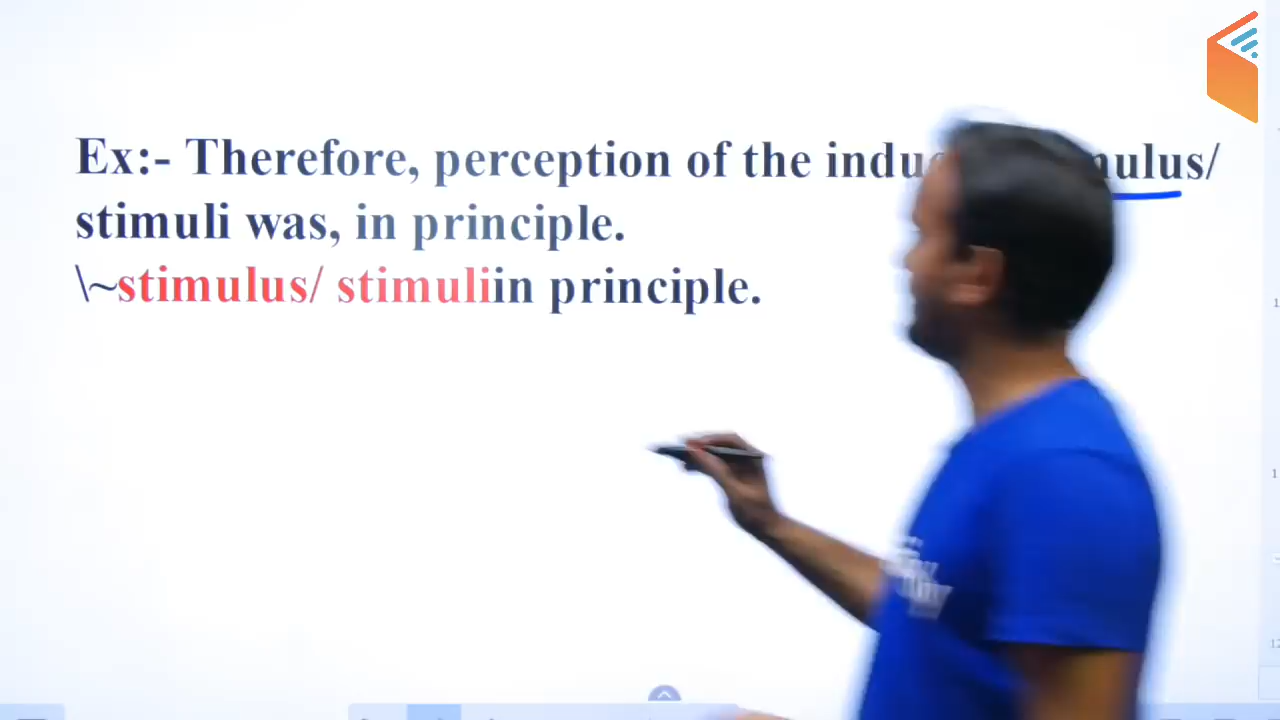 Ex:- Therefore, perception of the
stimuli was, in principle.
\~stimulus/ stimuliin principle.